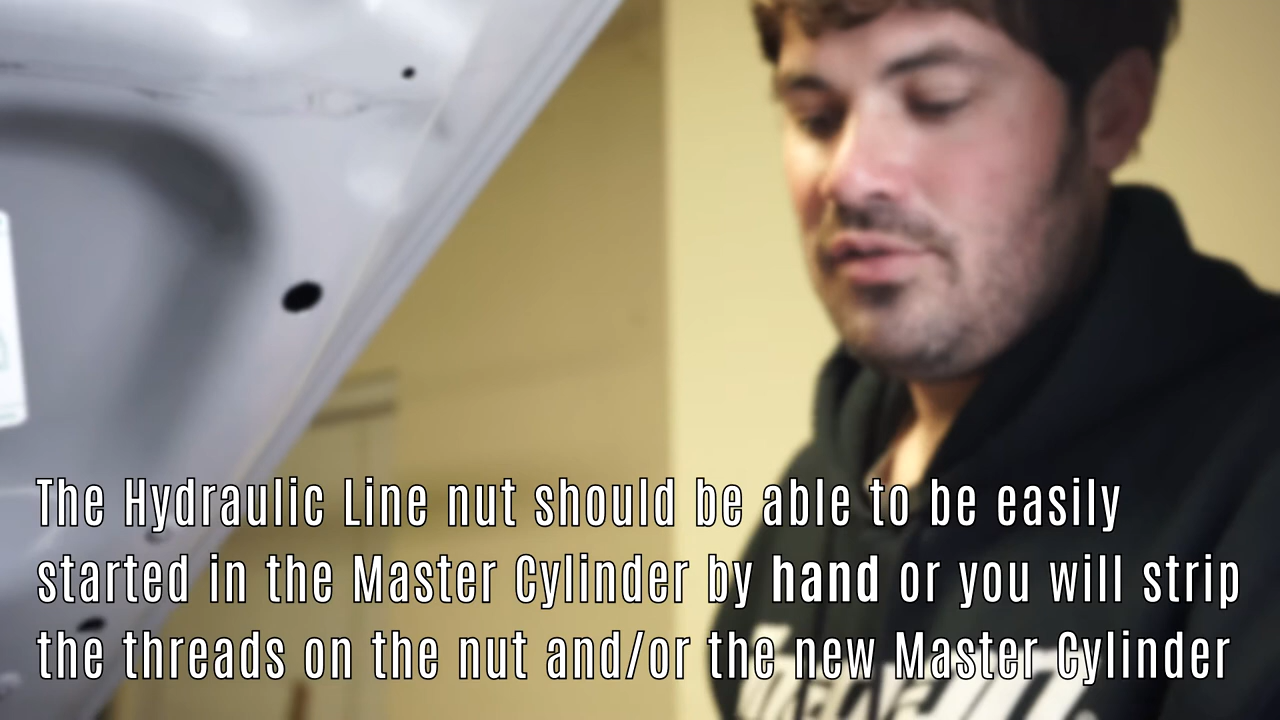 The Hydraulic Line nut should be able to be easily
started in the Master Cylinder by hand or you will strip
the threads on the nut and/or the new Master Cylinder